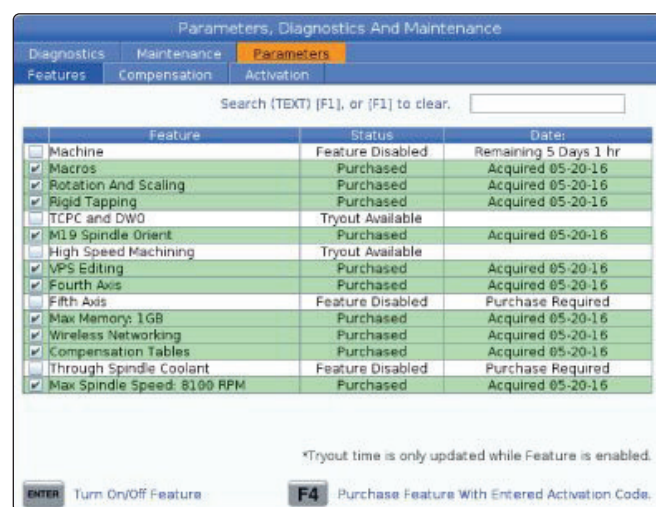 Parameters, Diagnostics And Maintenance
Diagnostics Maintenance Parameters
Features Compensation Activation
Search (TEXT) [F1], or [F1] to clear.
Feature Status Date:
Machine Feature Disabled Remaining 5 Days 1 hr
Macros Purchased Acquired 05-20-16
Rotation And Scaling Purchased Acquired 05-20-16
Rigid Tapping Purchased Acquired 05-20-16
TCPC and DWO Tryout Available
M19 Spindle Orient Purchased Acquired 05-20-16
High Speed Machining Tryout Available
VPS Editing Purchased Acquired 05-20-16
Fourth Axis Purchased Acquired 05-20-16
Fifth Axis Feature Disabled Purchase Required
Max Memory: 1GB Purchased Acquired 05-20-16
Wireless Networking Purchased Acquired 05-20-16
Compensation Tables Purchased Acquired 05-20-16
Through Spindle Coolant Feature Disabled Purchase Required
Max Spindle Speed: 8100 RPM Purchased Acquired 05-20-16
*Tryout time is only updated while Feature is enabled.
ENTER Turn On/Off Feature F4 Purchase Feature With Entered Activation Code.